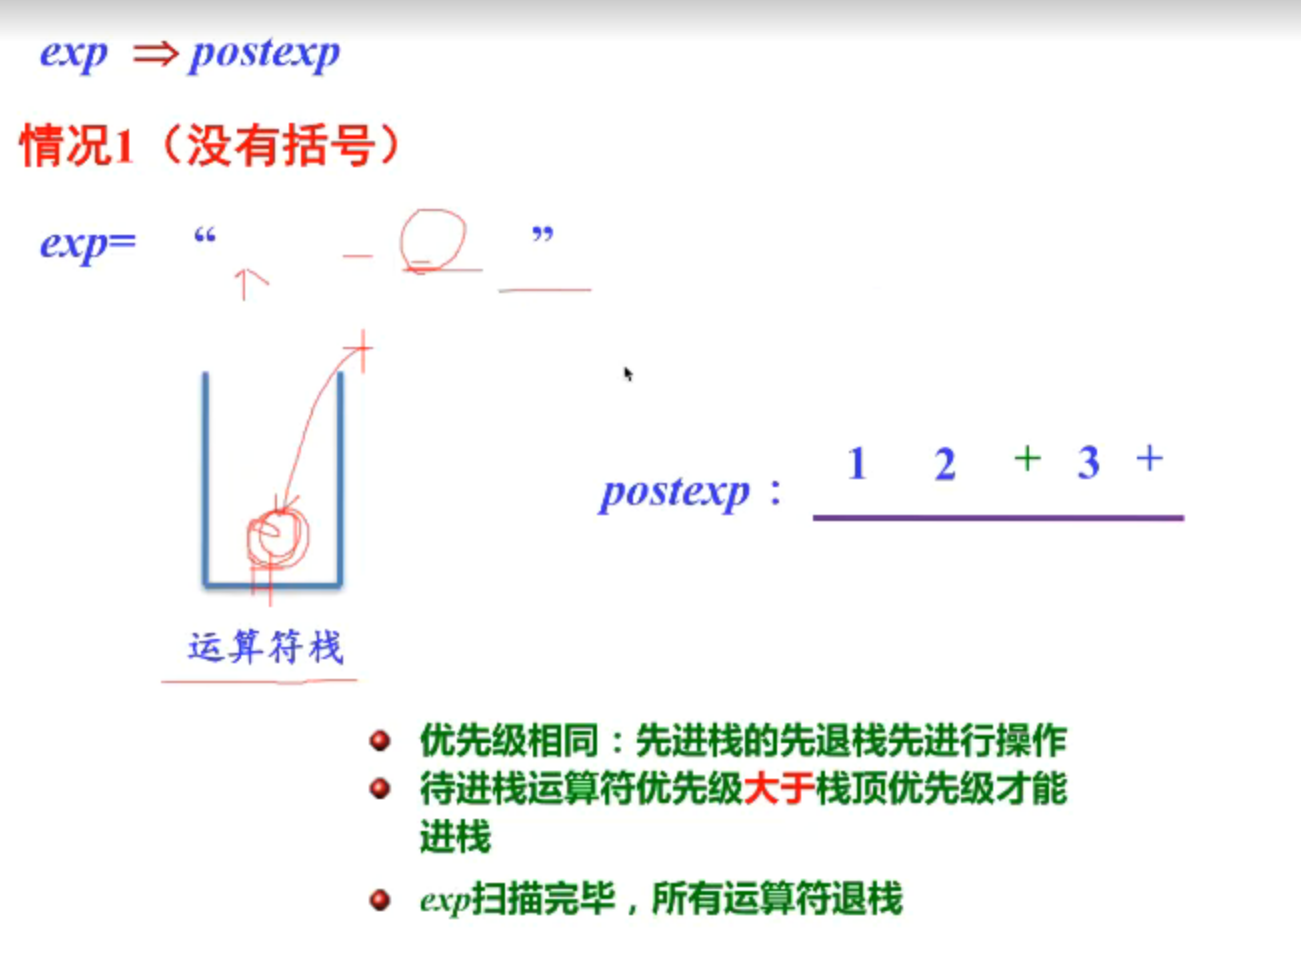 exp ⇒ postexp
情况1（没有括号）
exp= “ ”
1 2 + 3 +
postexp：
运算符栈
优先级相同：先进栈的先退栈先进行操作
待进栈运算符优先级大于栈顶优先级才能
进栈
exp扫描完毕，所有运算符退栈